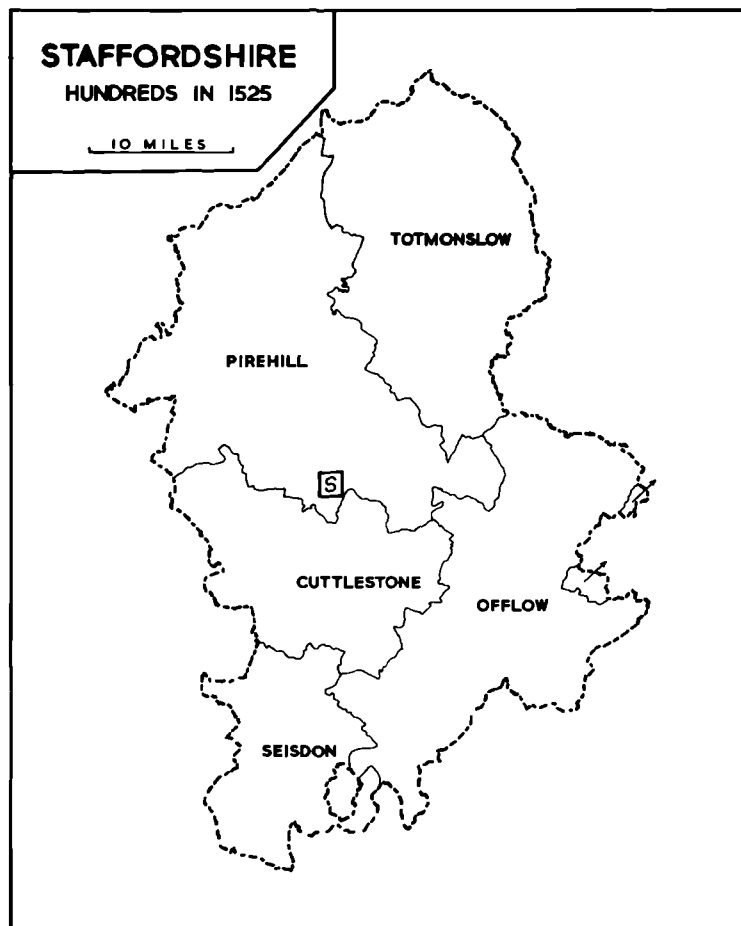 STAFFORDSHIRE
HUNDREDS IN 1525
10 MILES
TOTMONSLOW
PIREHILL
S
CUTTLESTONE
OFFLOW
SEISDON